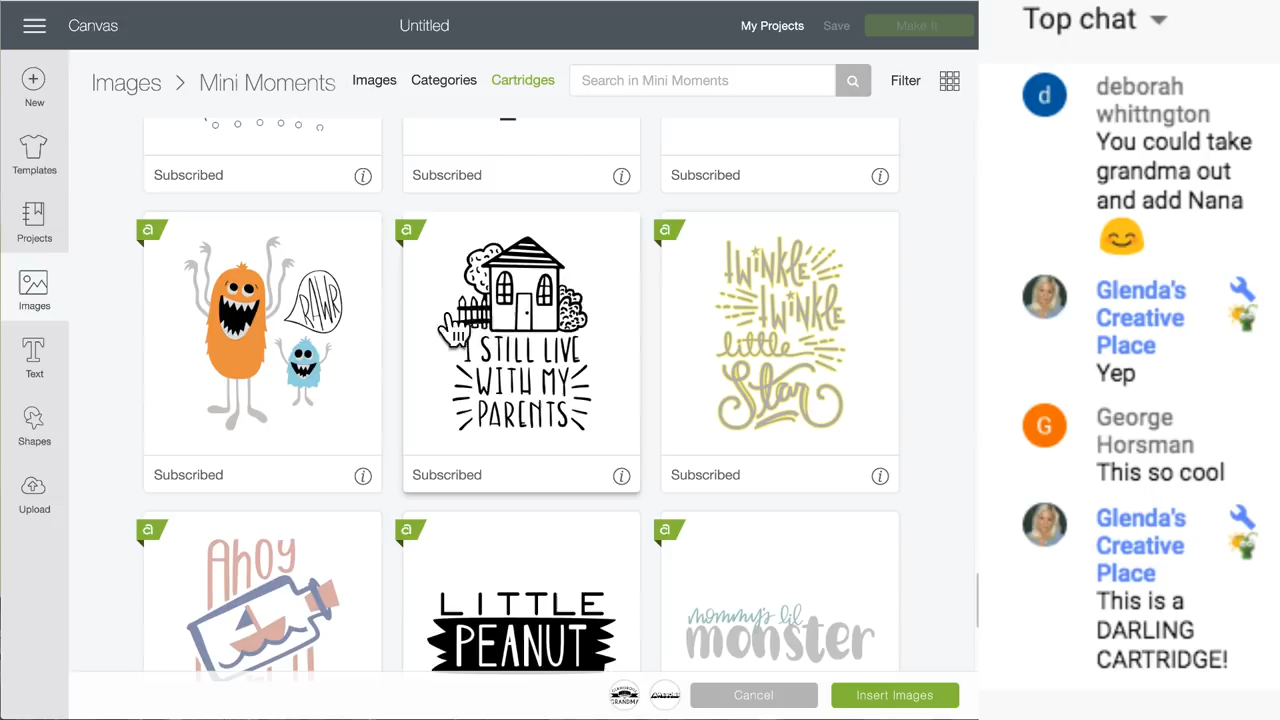 Canvas
Untitled
My Projects
Save
Make It
New
Templates
Projects
Images
Text
Shapes
Upload
Images > Mini Moments
Images
Categories
Cartridges
Search in Mini Moments
Filter
Subscribed
Subscribed
Subscribed
a
RAWR
Subscribed
a
I STILL LIVE
WITH MY
PARENTS
Subscribed
a
twinkle
twinkle
little
Star
Subscribed
a
Ahoy
a
LITTLE
PEANUT
a
mommy's lil
monster
GRANDMA
Cancel
Insert Images
Top chat
d
deborah
whittngton
You could take
grandma out
and add Nana
Glenda's
Creative
Place
Yep
G
George
Horsman
This so cool
Glenda's
Creative
Place
This is a
DARLING
CARTRIDGE!